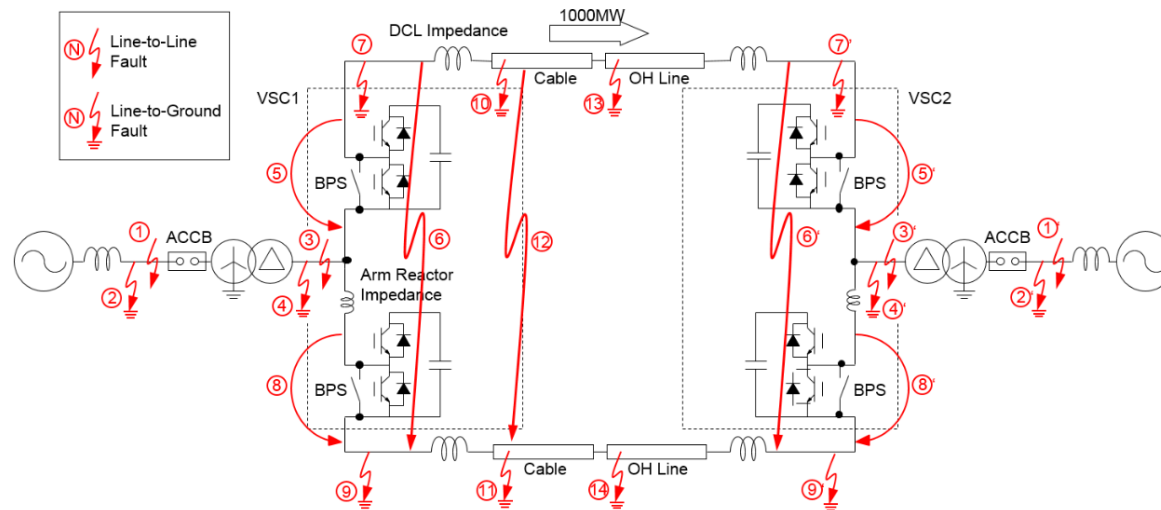 Ⓝ Line-to-Line
Fault
Ⓝ Line-to-Ground
Fault
1000MW
DCL Impedance
⑦
⑦'
Cable
OH Line
⑩
⑬
VSC1
VSC2
⑤
BPS
BPS
⑤'
①
ACCB
③
⑥
⑫
⑥'
③'
ACCB
①'
②
④
Arm Reactor
Impedance
④'
②'
⑧
BPS
BPS
⑧'
Cable
OH Line
⑨
⑪
⑭
⑨'